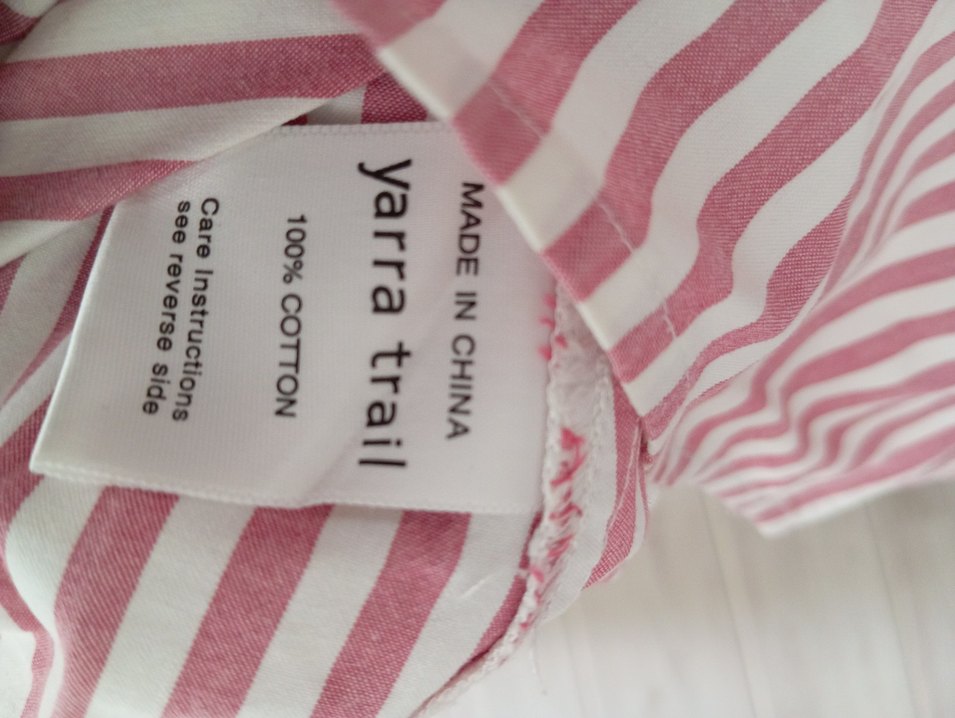 MADE IN CHINA
yarra trail
100% COTTON
Care Instructions
see reverse side